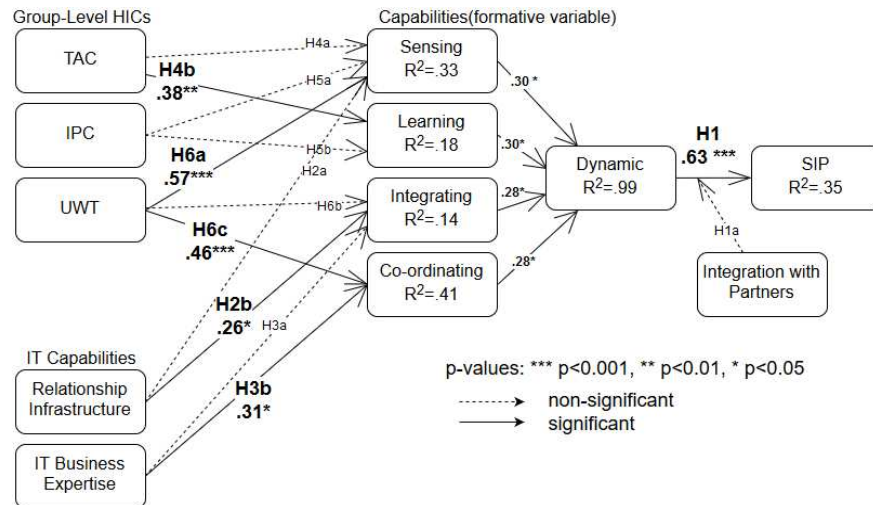 Group-Level HICs
Capabilities(formative variable)
TAC
IPC
UWT
H4a
H4b
.38**
H5a
H5b
H2a
H6a
.57***
H6b
H6c
.46***
Sensing
R²=.33
Learning
R²=.18
Integrating
R²=.14
Co-ordinating
R²=.41
.30 *
.30*
.28*
.28*
Dynamic
R²=.99
H1
.63 ***
SIP
R²=.35
H1a
Integration with
Partners
H2b
.26*
H3a
H3b
.31*
IT Capabilities
Relationship
Infrastructure
IT Business
Expertise
p-values: *** p<0.001, ** p<0.01, * p<0.05
non-significant
significant